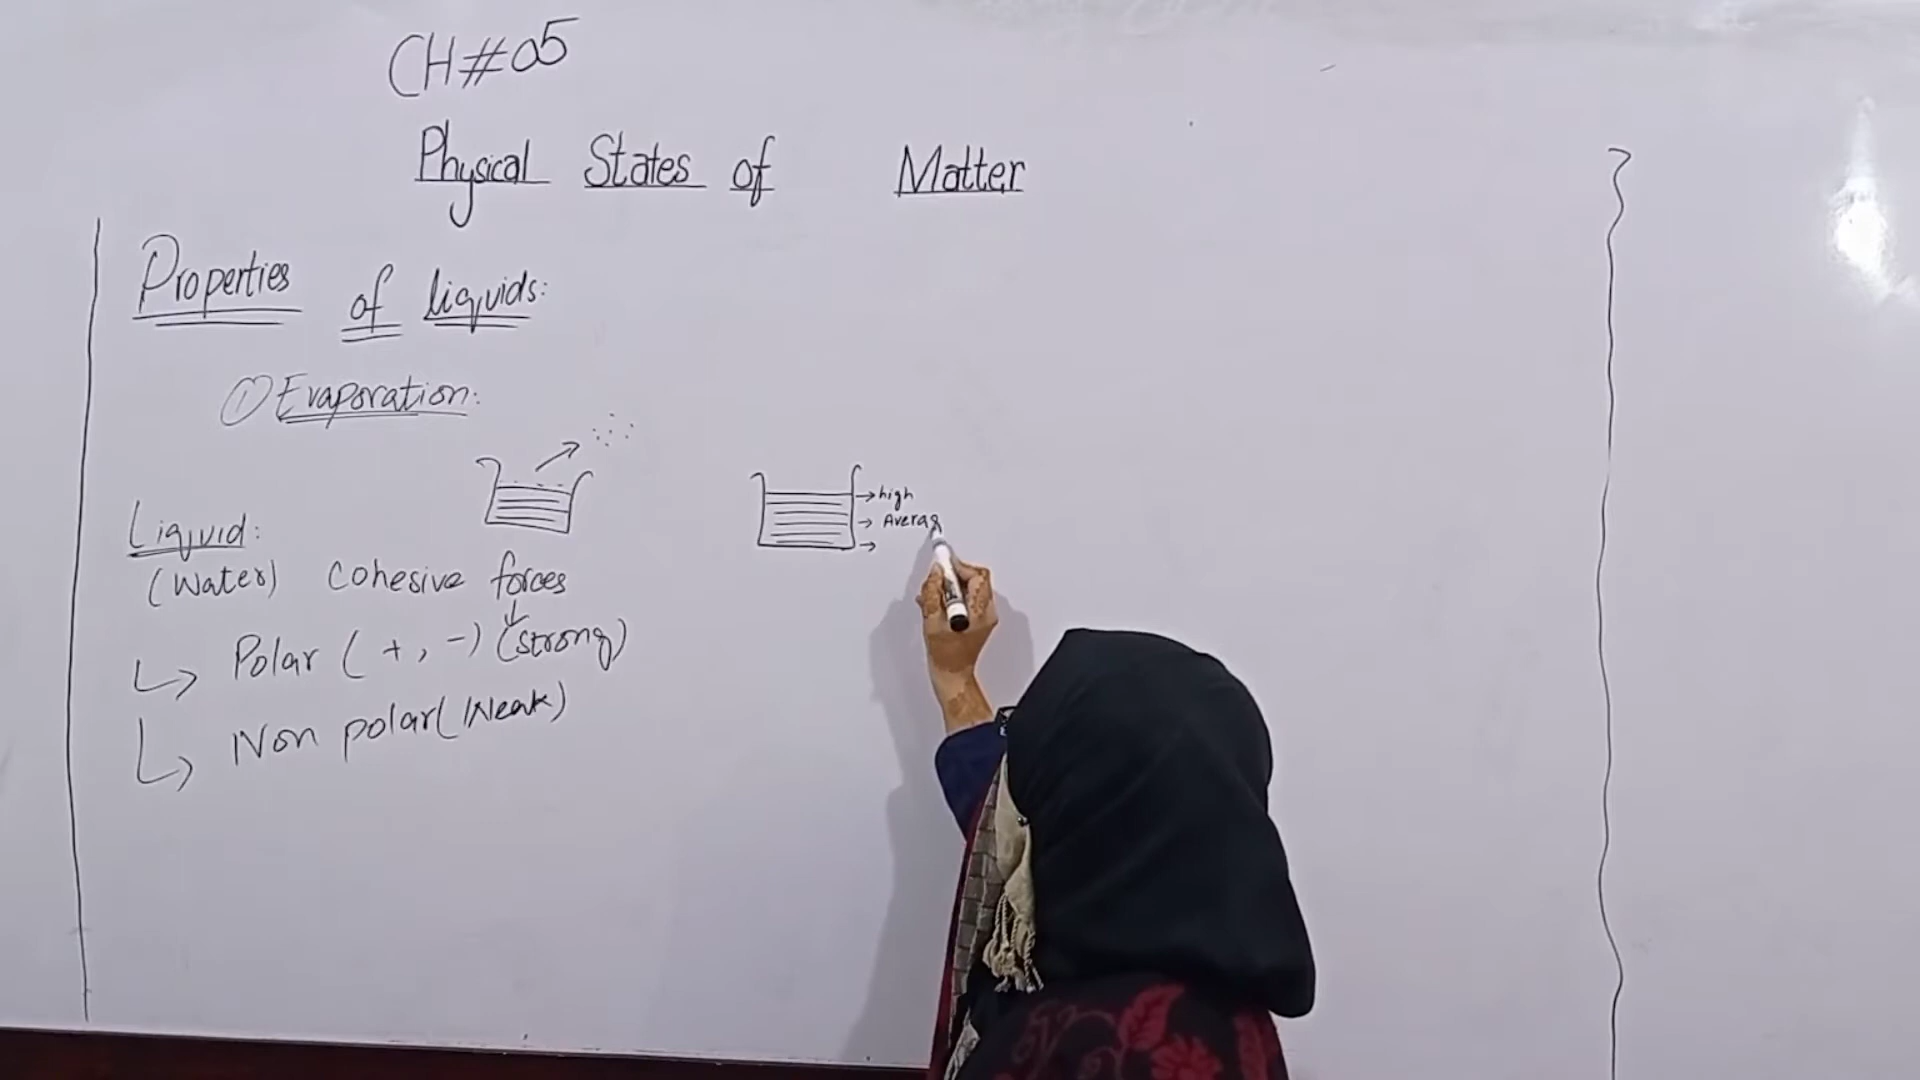 CH#05
Physical States of Matter
Properties of liquids:
① Evaporation:
→ high
→ Averag
→
Liquid:
(Water) Cohesive forces
↓
↳ Polar (+, -) (strong)
↳ Non polar (Weak)